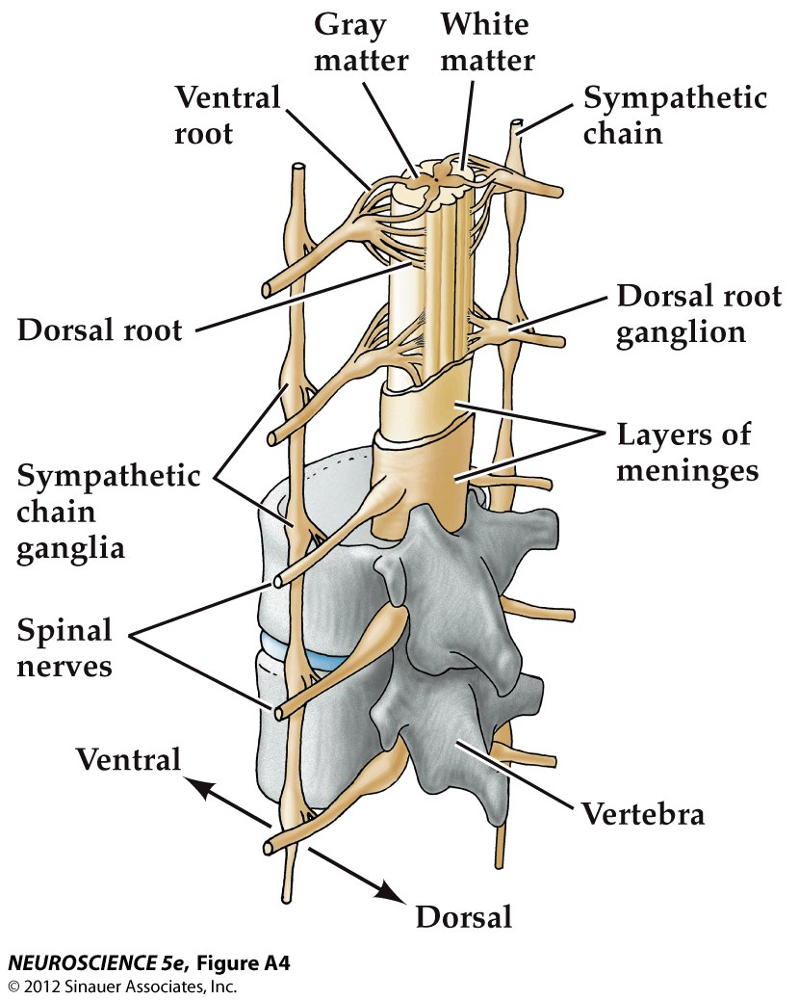 Gray
matter
White
matter
Ventral
root
Sympathetic
chain
Dorsal root
Dorsal root
ganglion
Layers of
meninges
Sympathetic
chain
ganglia
Spinal
nerves
Ventral
Vertebra
Dorsal
NEUROSCIENCE 5e, Figure A4
© 2012 Sinauer Associates, Inc.